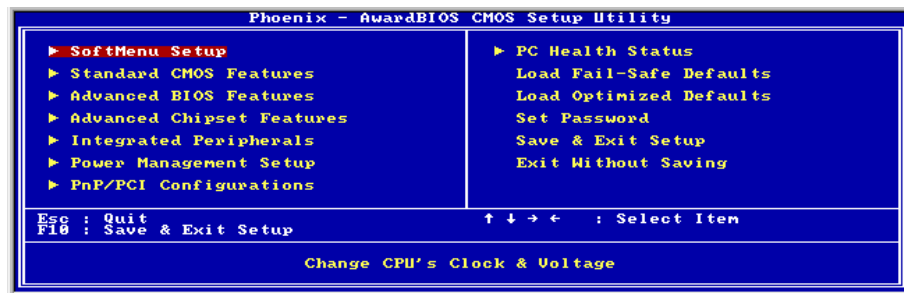 Phoenix - AwardBIOS CMOS Setup Utility
▶ SoftMenu Setup
▶ Standard CMOS Features
▶ Advanced BIOS Features
▶ Advanced Chipset Features
▶ Integrated Peripherals
▶ Power Management Setup
▶ PnP/PCI Configurations
▶ PC Health Status
Load Fail-Safe Defaults
Load Optimized Defaults
Set Password
Save & Exit Setup
Exit Without Saving
Esc : Quit
F10 : Save & Exit Setup
↑ ↓ → ← : Select Item
Change CPU's Clock & Voltage